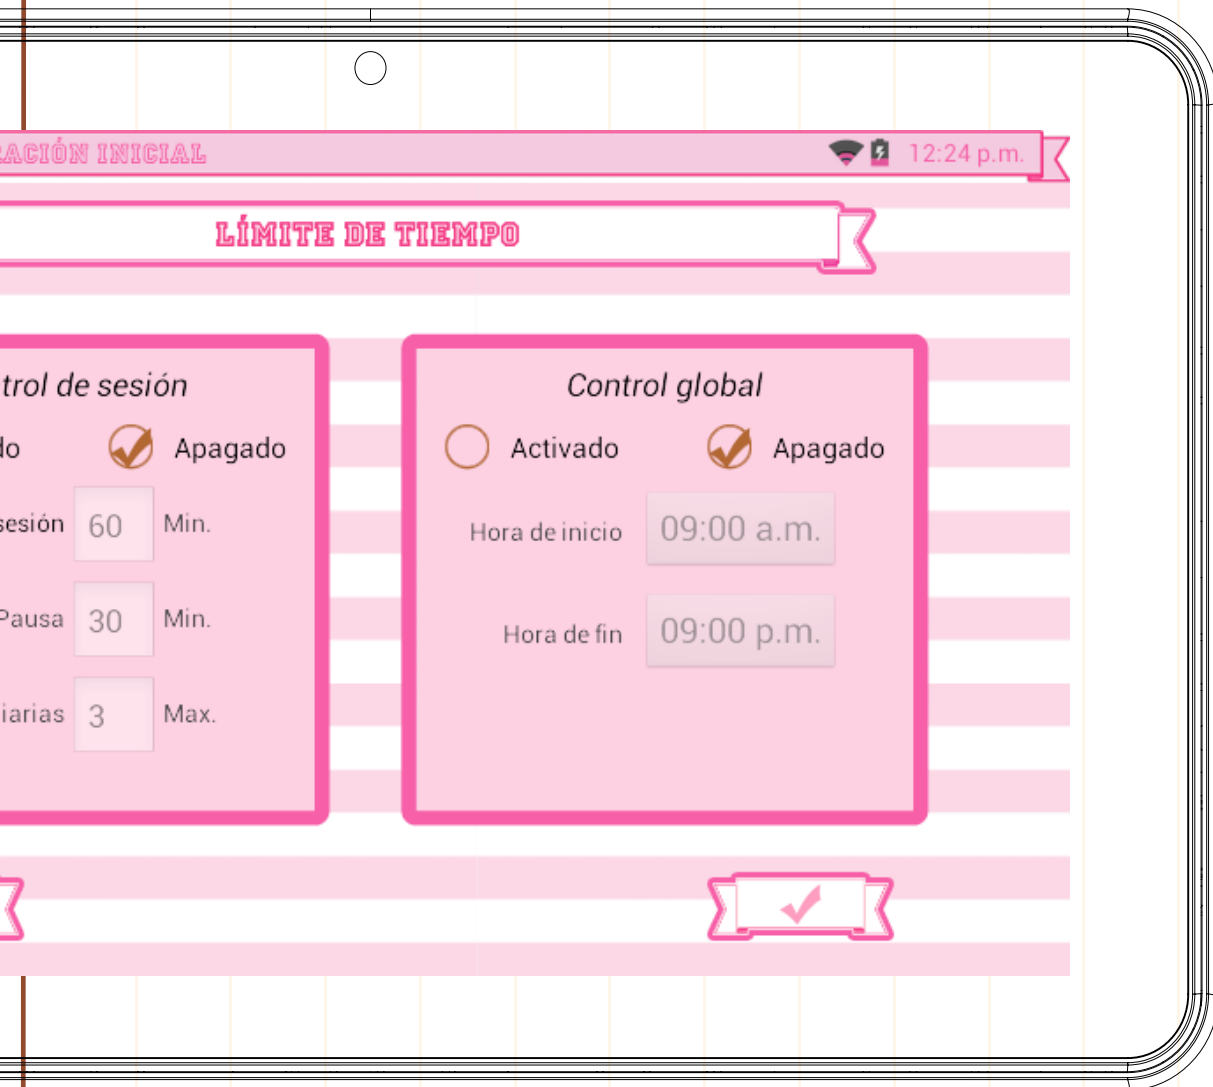 RACIÓN INICIAL 12:24 p.m.
LÍMITE DE TIEMPO
trol de sesión
do Apagado
sesión 60 Min.
Pausa 30 Min.
iarias 3 Max.
Control global
Activado Apagado
Hora de inicio 09:00 a.m.
Hora de fin 09:00 p.m.